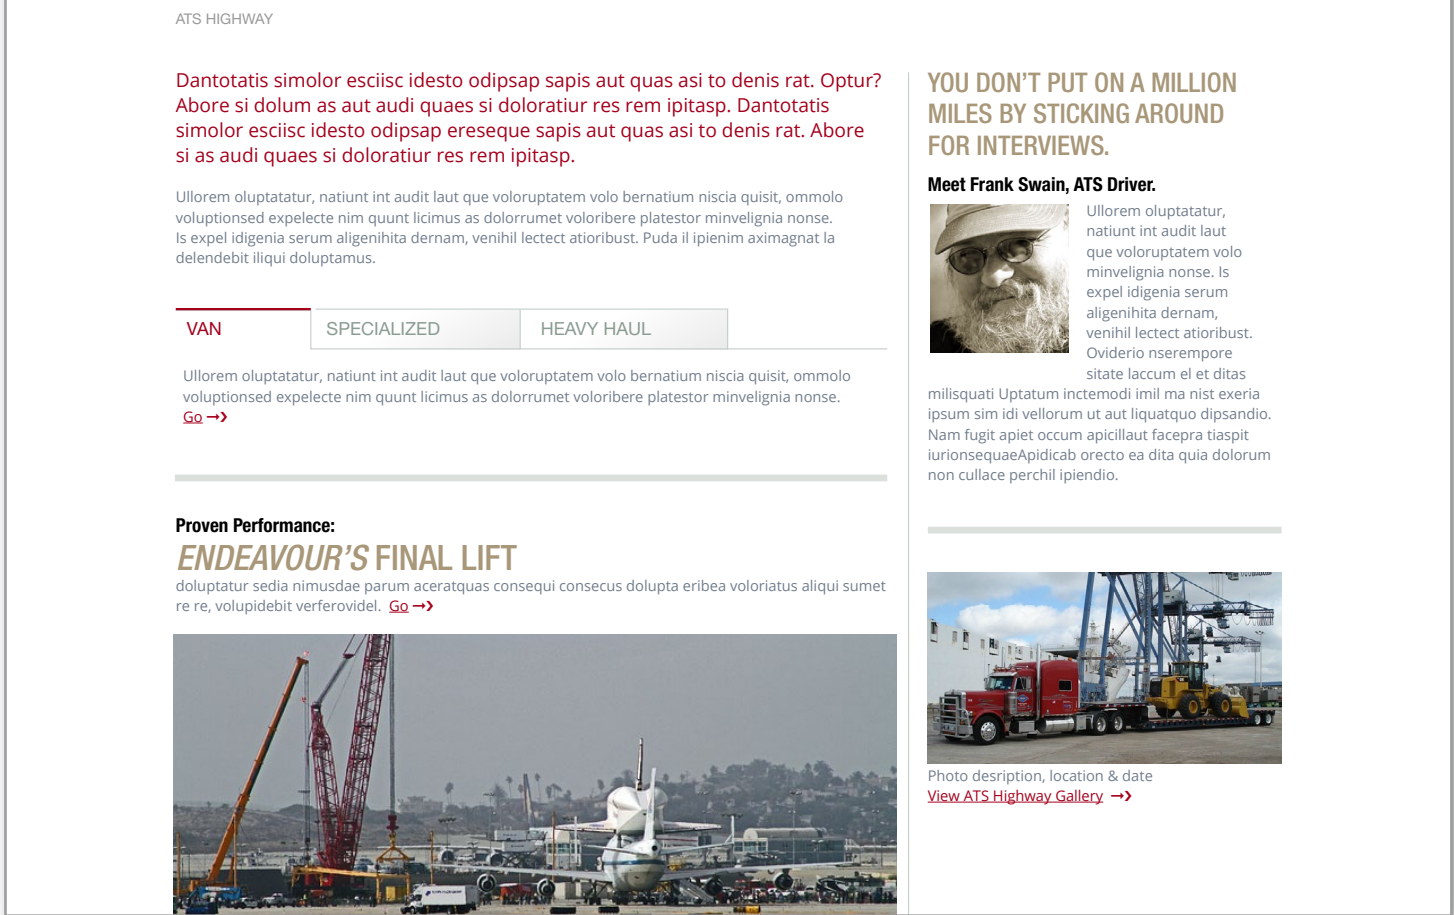 ATS HIGHWAY
Dantotatis simolor esciisc idesto odipsap sapis aut quas asi to denis rat. Optur?
Abore si dolum as aut audi quaes si doloratiur res rem ipitasp. Dantotatis
simolor esciisc idesto odipsap ereseque sapis aut quas asi to denis rat. Abore
si as audi quaes si doloratiur res rem ipitasp.
Ullorem oluptatatur, natiunt int audit laut que voloruptatem volo bernatium niscia quisit, ommolo
voluptionsed expelecte nim quunt licimus as dolorrumet voloribere platestor minvelignia nonse.
Is expel idigenia serum aligenihita dernam, venihil lectect atioribust. Puda il ipienim aximagnat la
delendebit iliqui doluptamus.
VAN
SPECIALIZED
HEAVY HAUL
Ullorem oluptatatur, natiunt int audit laut que voloruptatem volo bernatium niscia quisit, ommolo
voluptionsed expelecte nim quunt licimus as dolorrumet voloribere platestor minvelignia nonse.
Go
Proven Performance:
ENDEAVOUR'S FINAL LIFT
doluptatur sedia nimusdae parum aceratquas consequi consecus dolupta eribea voloriatus aliqui sumet
re re, volupidebit verferovidel. Go
YOU DON'T PUT ON A MILLION
MILES BY STICKING AROUND
FOR INTERVIEWS.
Meet Frank Swain, ATS Driver.
Ullorem oluptatatur,
natiunt int audit laut
que voloruptatem volo
minvelignia nonse. Is
expel idigenia serum
aligenihita dernam,
venihil lectect atioribust.
Oviderio nserempore
sitate laccum el et ditas
milisquati Uptatum inctemodi imil ma nist exeria
ipsum sim idi vellorum ut aut liquatquo dipsandio.
Nam fugit apiet occum apicillaut facepra tiaspit
iurionsequaeApidicab orecto ea dita quia dolorum
non cullace perchil ipiendio.
Photo desription, location & date
View ATS Highway Gallery